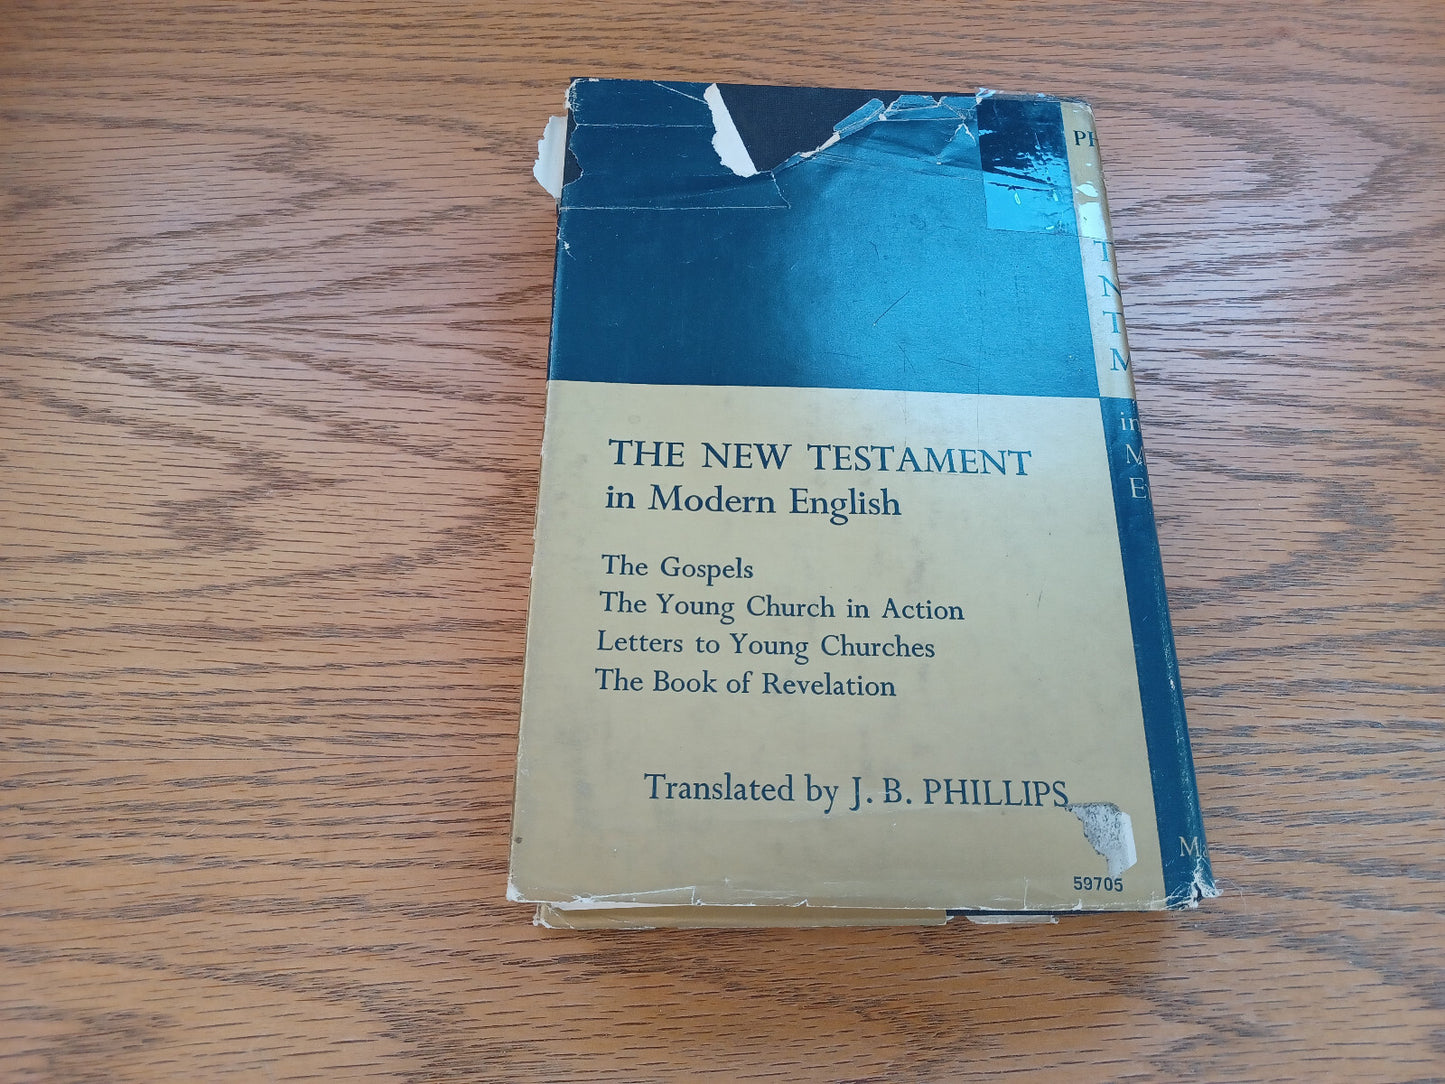 THE NEW TESTAMENT
in Modern English
The Gospels
The Young Church in Action
Letters to Young Churches
The Book of Revelation
Translated by J. B. PHILLIPS
59705